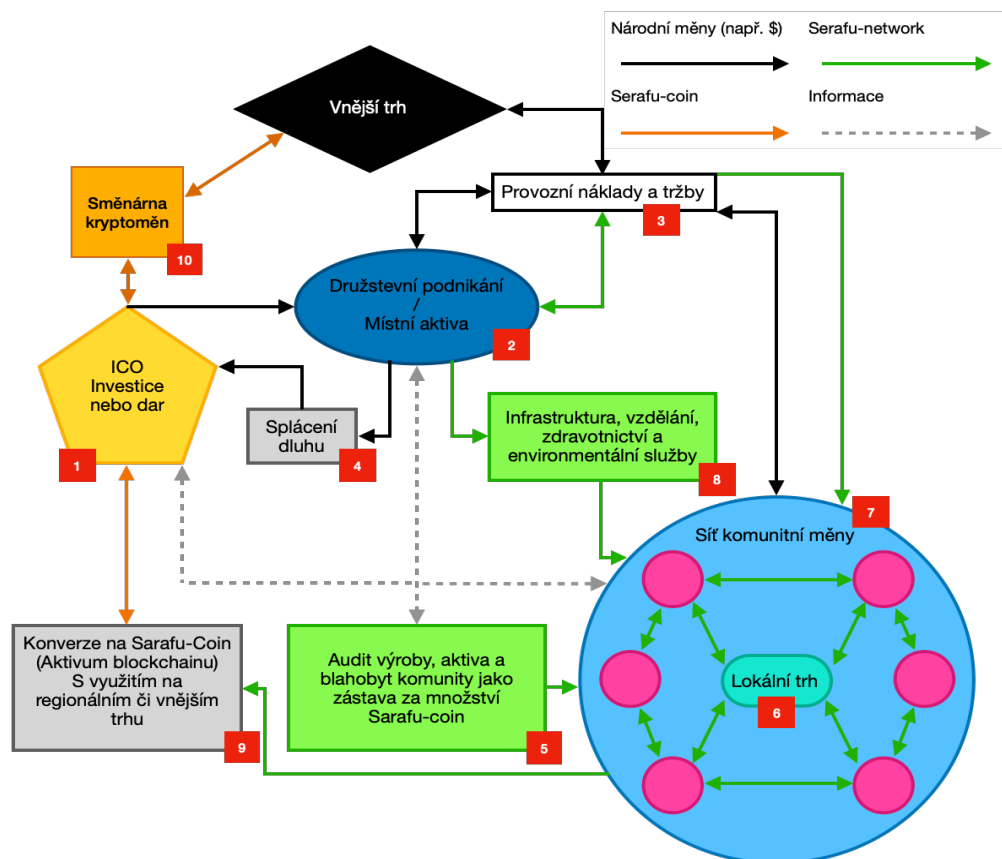 Národní měny (např. $)
Serafu-network
Serafu-coin
Informace
Vnější trh
Směnárna
kryptoměn
10
Provozní náklady a tržby
3
Družstevní podnikání
/
Místní aktiva
2
ICO
Investice
nebo dar
1
Splácení
dluhu
4
Infrastruktura, vzdělání,
zdravotnictví a
environmentální služby
8
7
Síť komunitní měny
Lokální trh
6
Konverze na Sarafu-Coin
(Aktivum blockchainu)
S využitím na
regionálním či vnějším
trhu
9
Audit výroby, aktiva a
blahobyt komunity jako
zástava za množství
Sarafu-coin
5